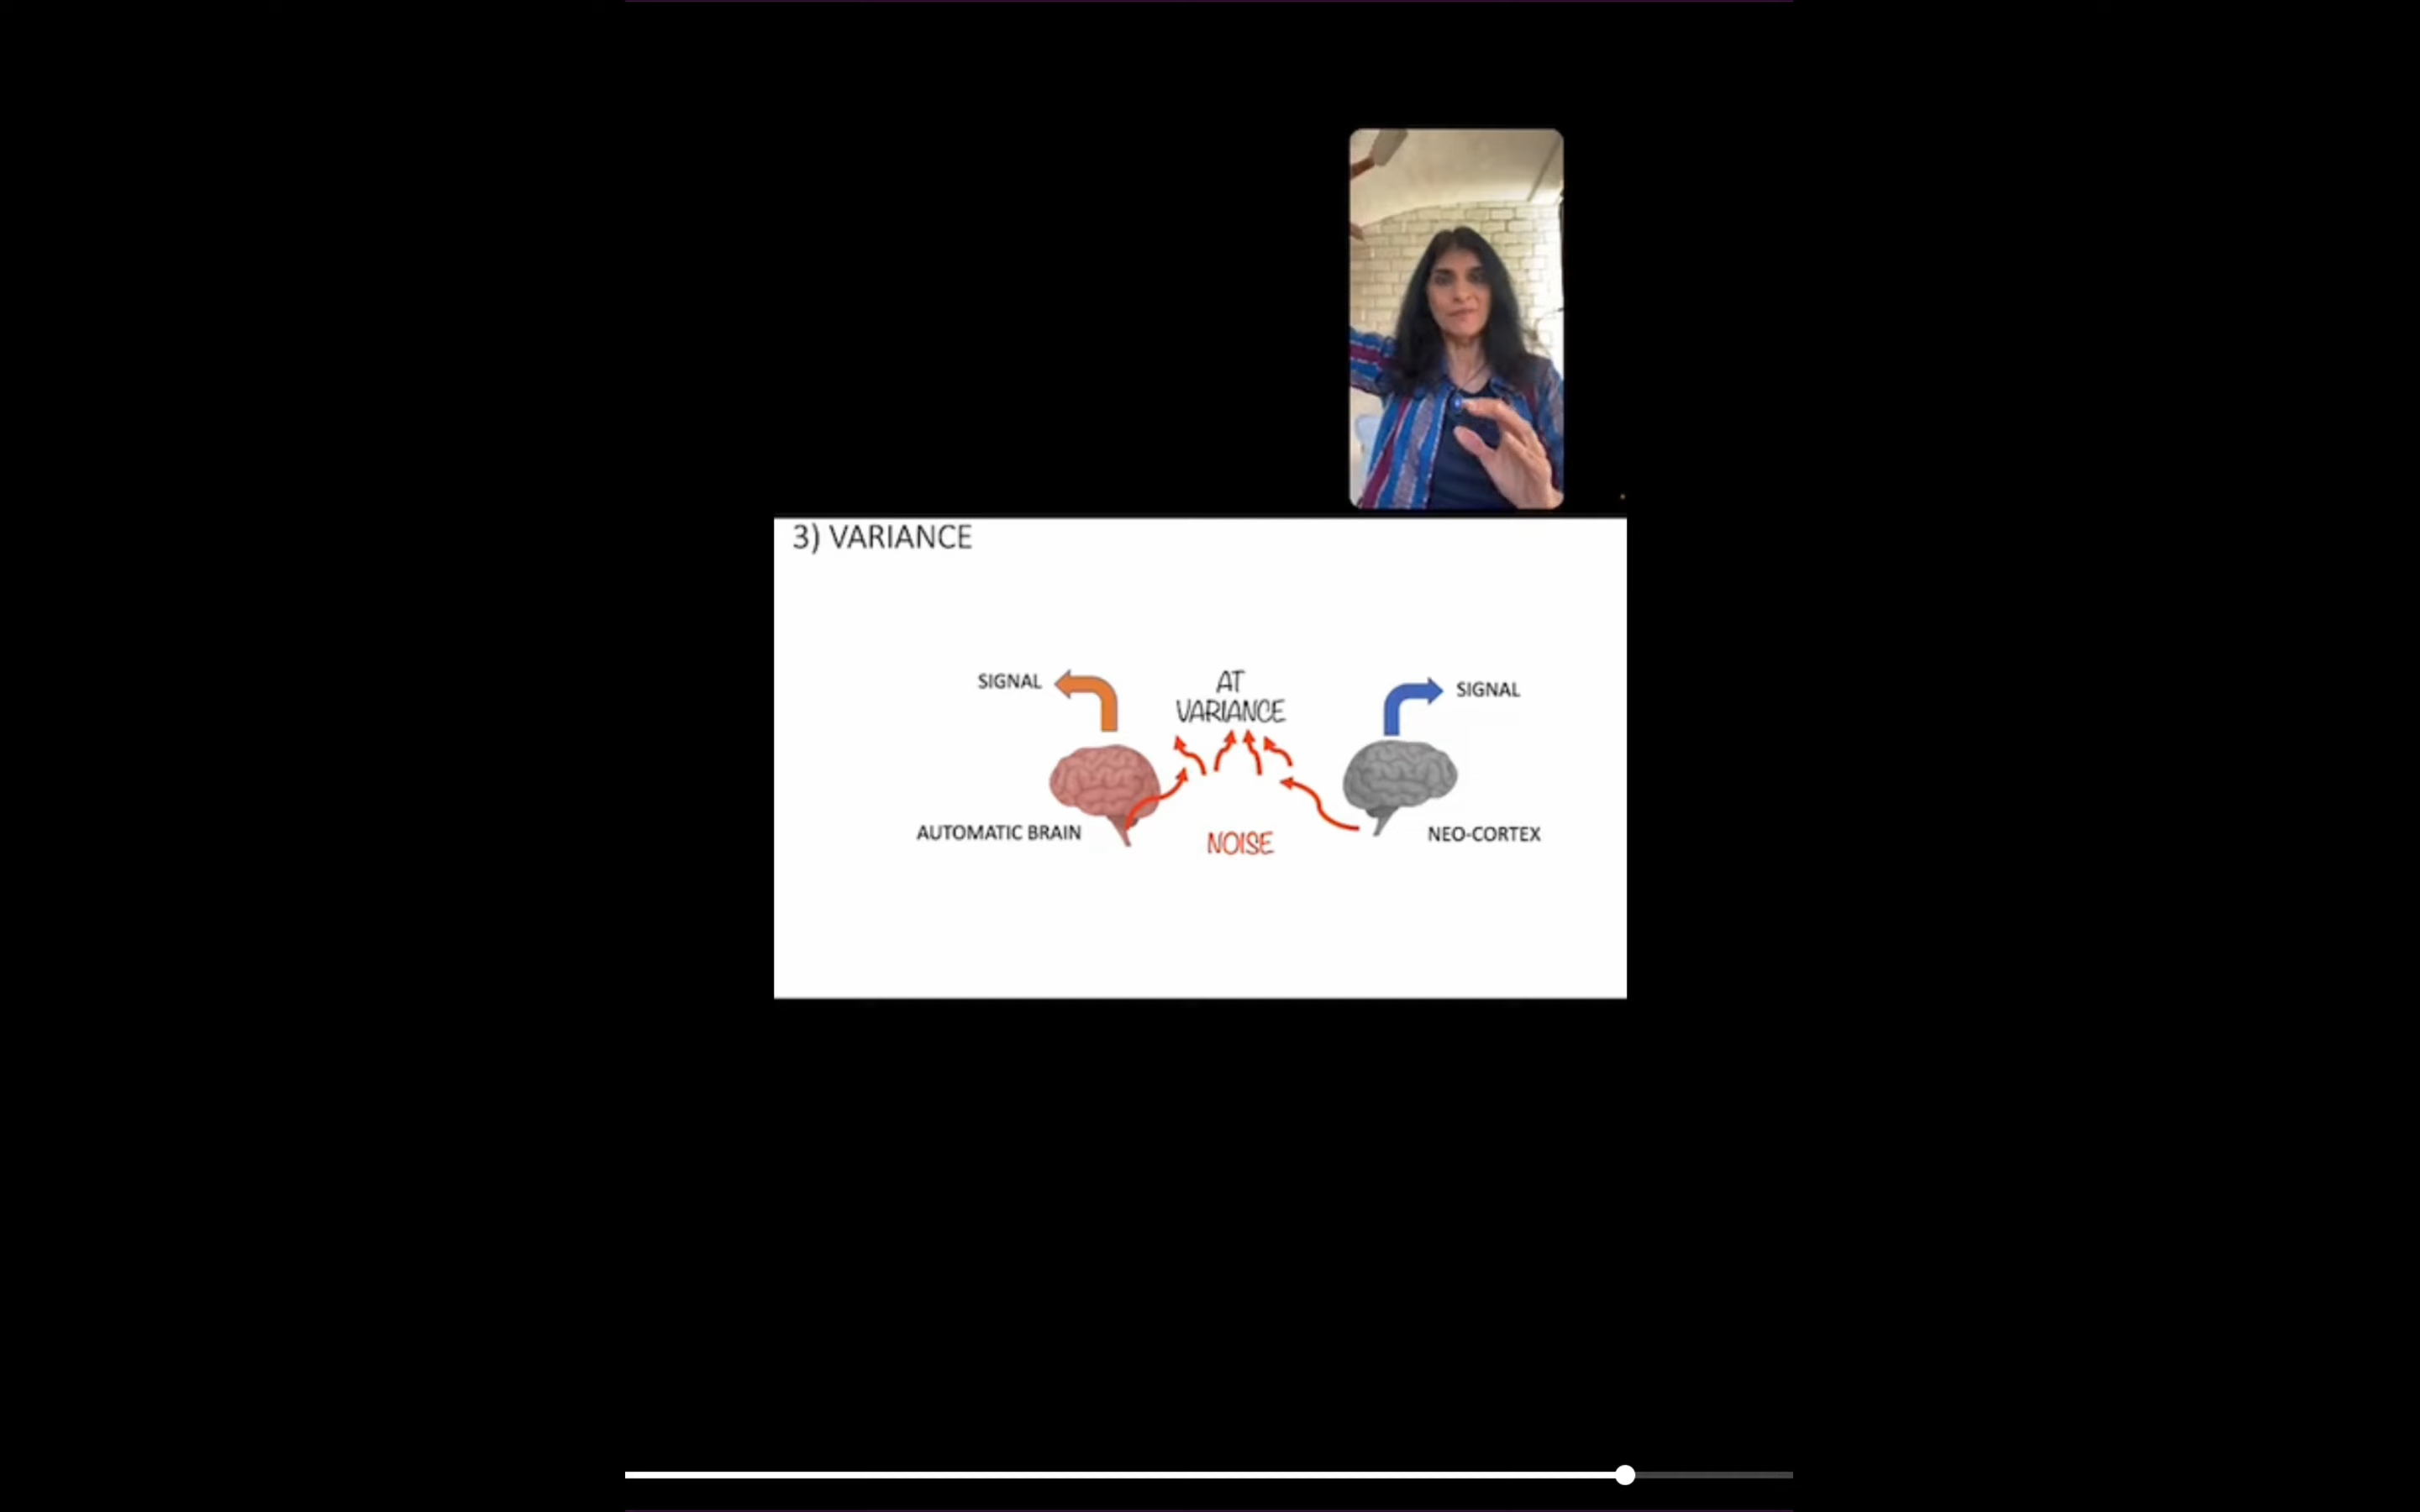 3) VARIANCE
SIGNAL
AT
VARIANCE
SIGNAL
AUTOMATIC BRAIN
NOISE
NEO-CORTEX